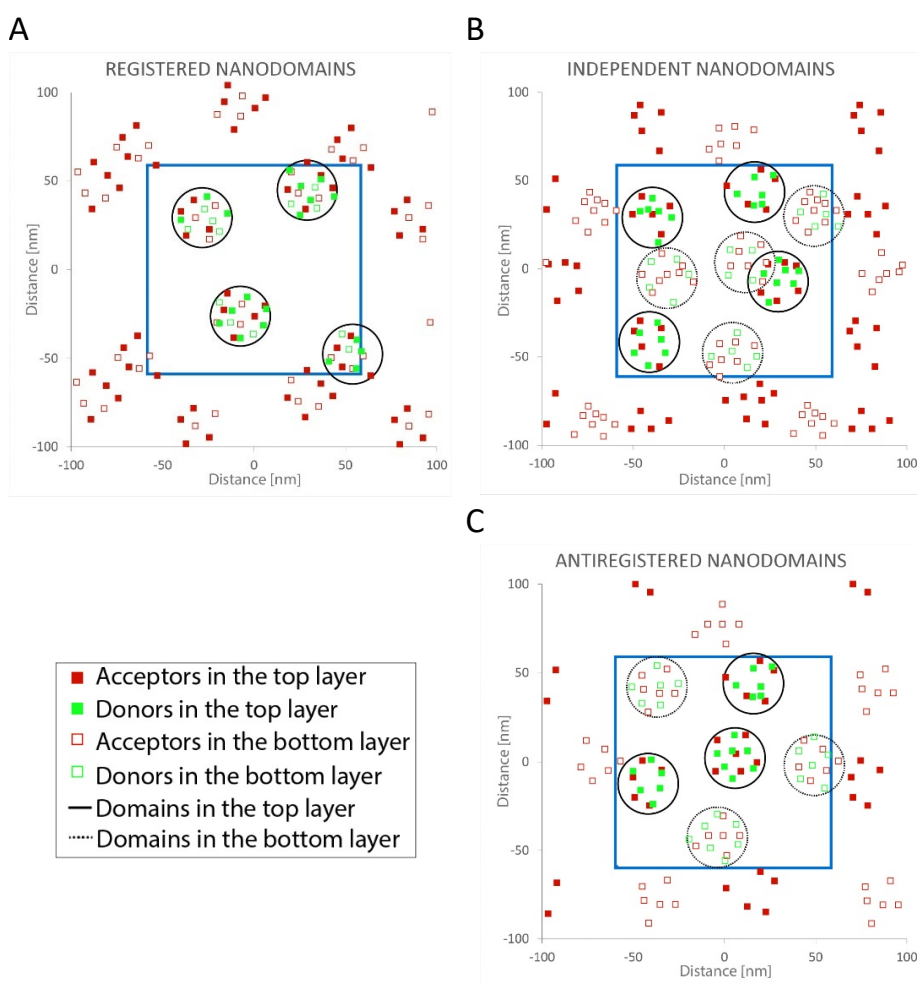 A
REGISTERED NANODOMAINS
100
50
0
-50
-100
-100
-50
0
50
100
Distance [nm]
Distance [nm]
B
INDEPENDENT NANODOMAINS
100
50
0
-50
-100
-100
-50
0
50
100
Distance [nm]
Distance [nm]
C
ANTIREGISTERED NANODOMAINS
100
50
0
-50
-100
-100
-50
0
50
100
Distance [nm]
Distance [nm]
Acceptors in the top layer
Donors in the top layer
Acceptors in the bottom layer
Donors in the bottom layer
Domains in the top layer
Domains in the bottom layer